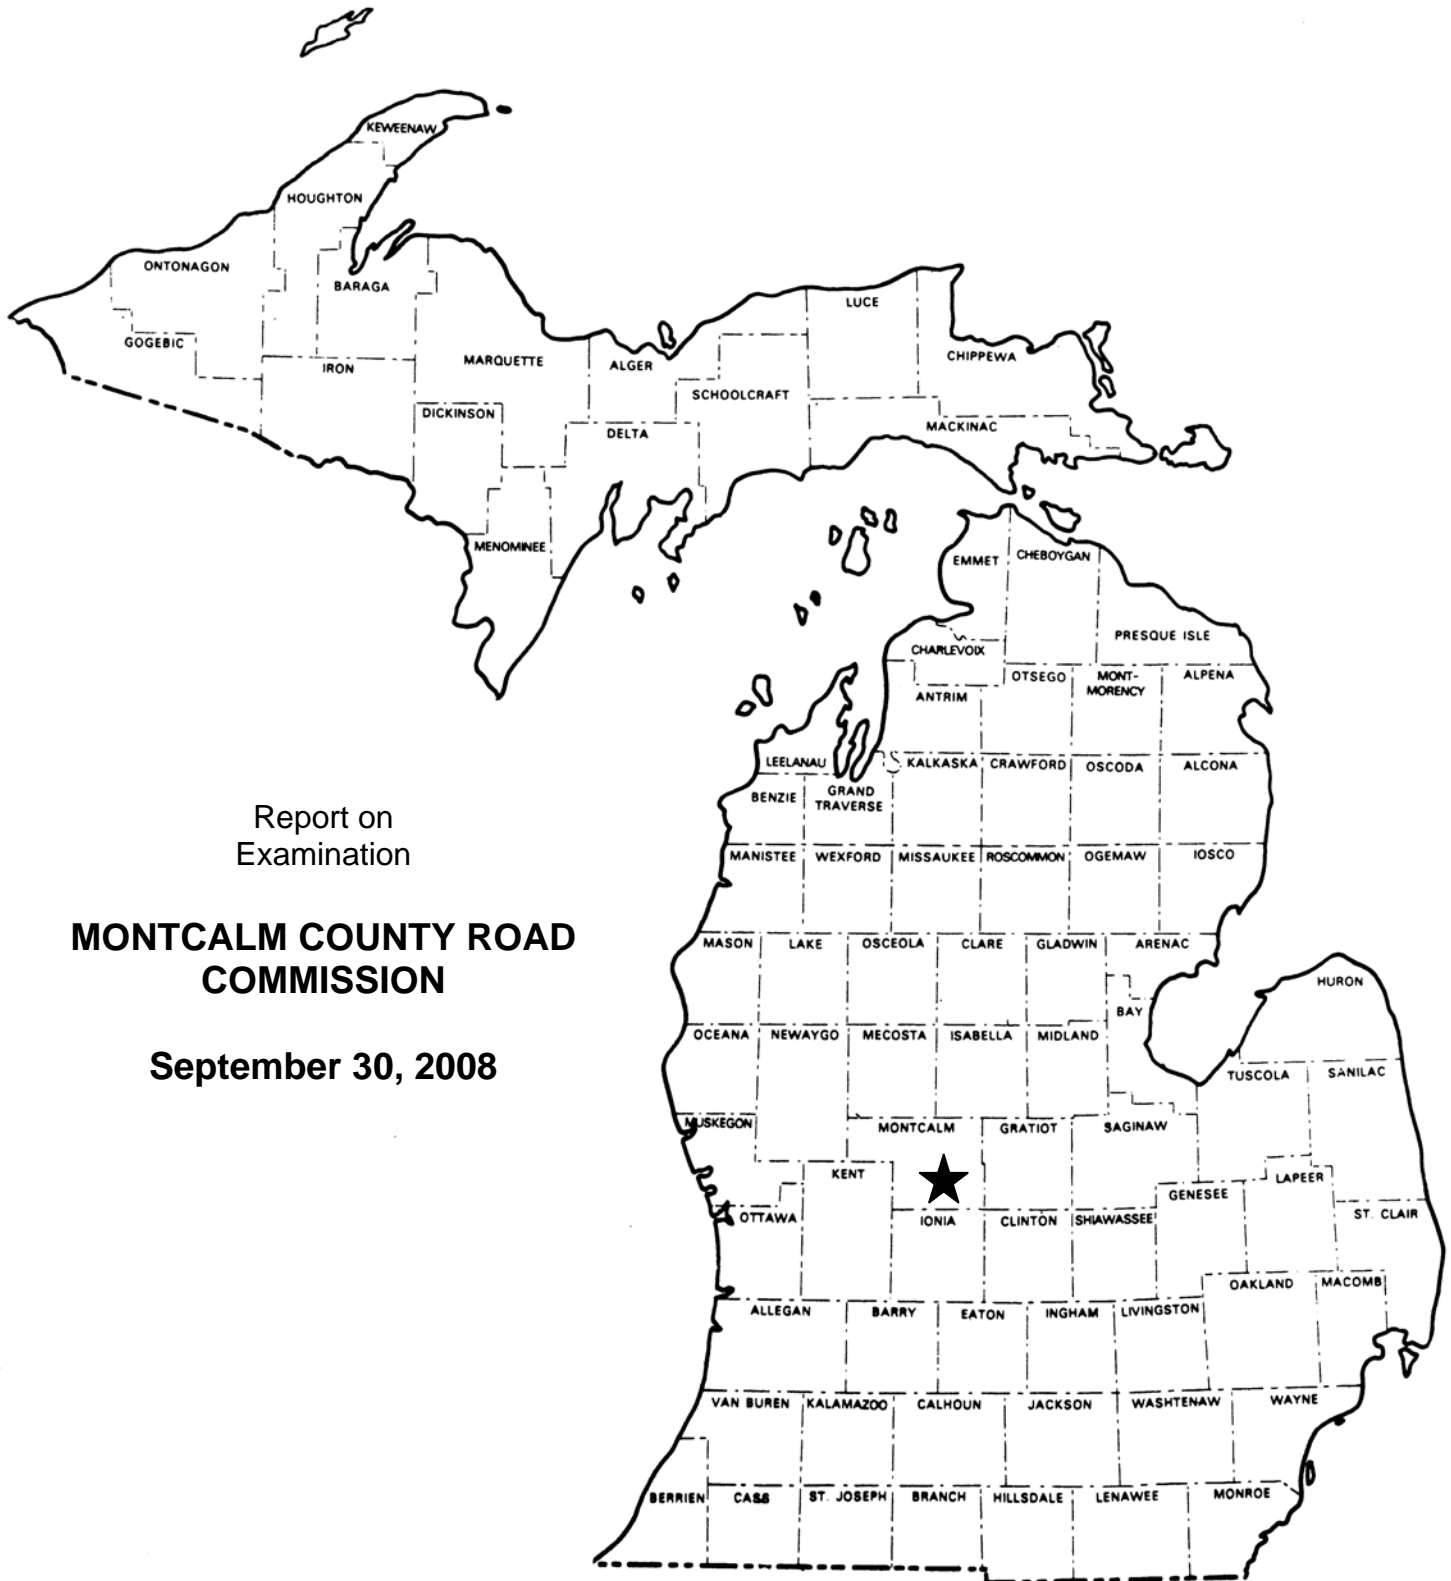 KEWEENAW
HOUGHTON
ONTONAGON
BARAGA
LUCE
GOGEBIC
IRON
MARQUETTE
ALGER
CHIPPEWA
SCHOOLCRAFT
DICKINSON
DELTA
MACKINAC
MENOMINEE
EMMET
CHEBOYGAN
PRESQUE ISLE
CHARLEVOIX
OTSEGO
MONT-
MORENCY
ALPENA
ANTRIM
LEELANAU
KALKASKA
CRAWFORD
OSCODA
ALCONA
BENZIE
GRAND
TRAVERSE
Report on
Examination
MANISTEE
WEXFORD
MISSAUKEE
ROSCOMMON
OGEMAW
IOSCO
MONTCALM COUNTY ROAD
COMMISSION
MASON
LAKE
OSCEOLA
CLARE
GLADWIN
ARENAC
HURON
BAY
OCEANA
NEWAYGO
MECOSTA
ISABELLA
MIDLAND
September 30, 2008
TUSCOLA
SANILAC
MUSKEGON
MONTCALM
GRATIOT
SAGINAW
KENT
GENESEE
LAPEER
OTTAWA
IONIA
CLINTON
SHIAWASSEE
ST. CLAIR
OAKLAND
MACOMB
ALLEGAN
BARRY
EATON
INGHAM
LIVINGSTON
VAN BUREN
KALAMAZOO
CALHOUN
JACKSON
WASHTENAW
WAYNE
BERRIEN
CASS
ST. JOSEPH
BRANCH
HILLSDALE
LENAWEE
MONROE